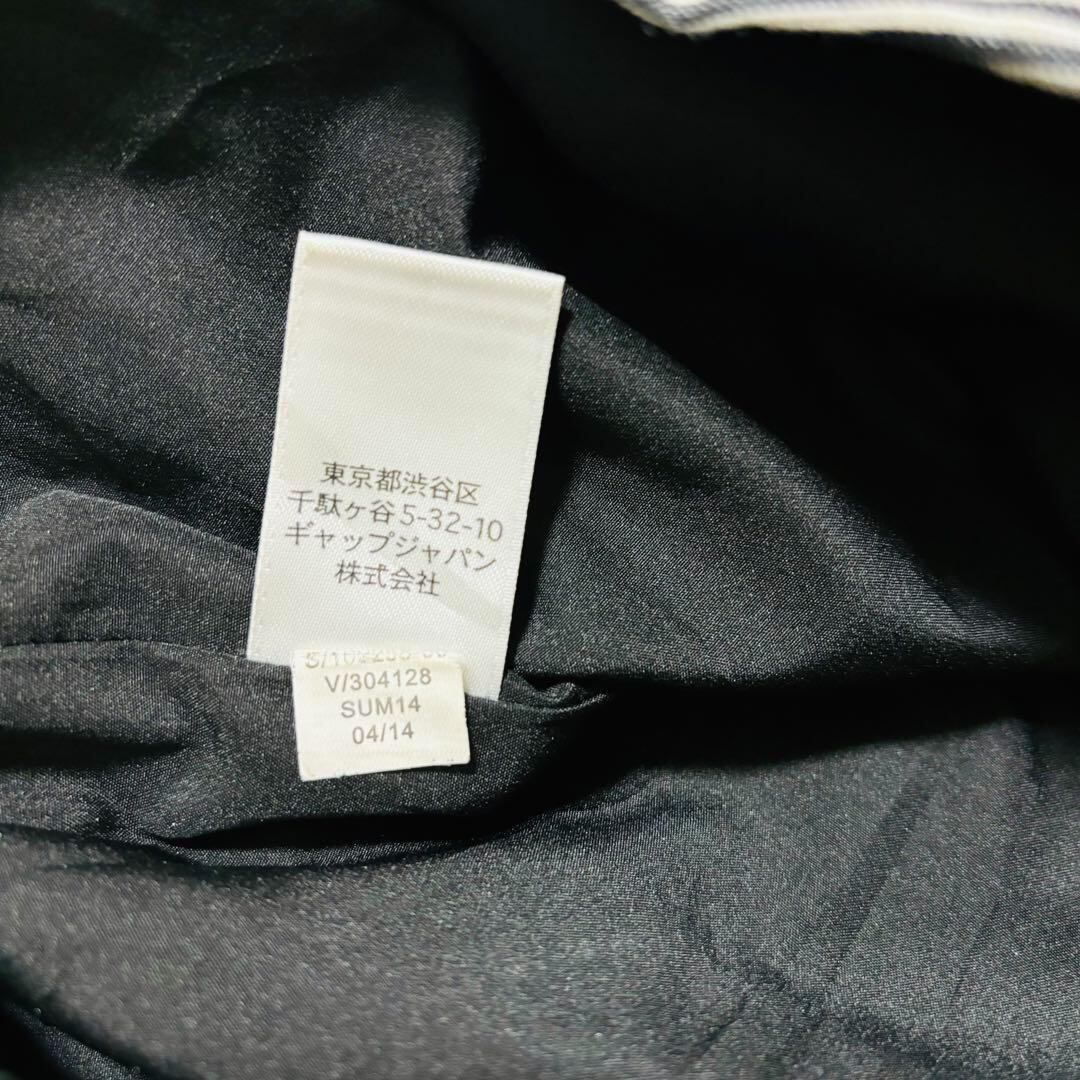 東京都渋谷区
千駄ヶ谷5-32-10
ギャップジャパン
株式会社
V/304128
SUM14
04/14